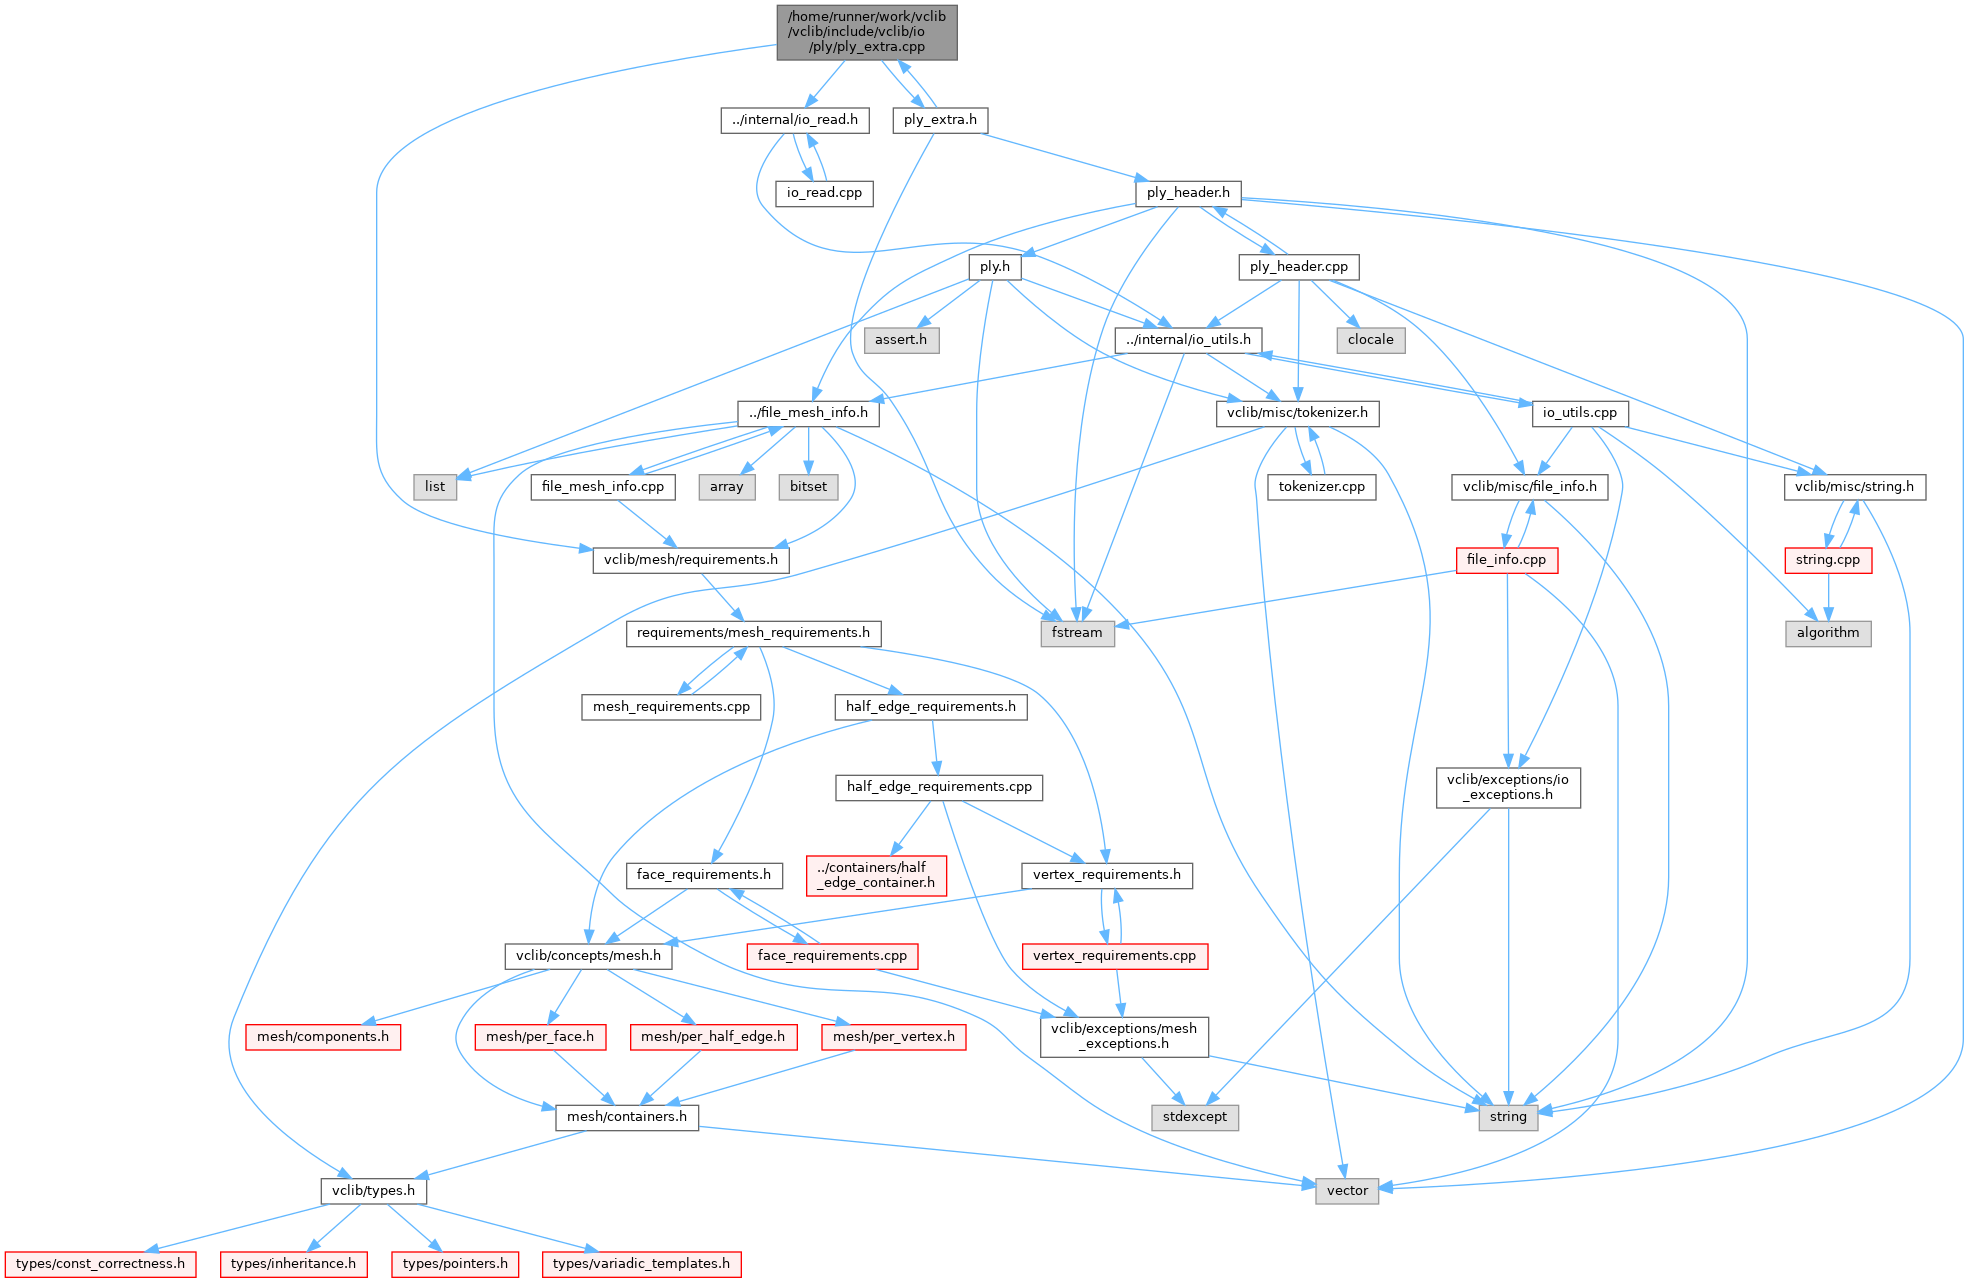 /home/runner/work/vclib
/vclib/include/vclib/io
/ply/ply_extra.cpp
../internal/io_read.h
ply_extra.h
io_read.cpp
ply_header.h
ply.h
ply_header.cpp
assert.h
../internal/io_utils.h
clocale
../file_mesh_info.h
vclib/misc/tokenizer.h
io_utils.cpp
list
file_mesh_info.cpp
array
bitset
tokenizer.cpp
vclib/misc/file_info.h
vclib/misc/string.h
vclib/mesh/requirements.h
file_info.cpp
string.cpp
requirements/mesh_requirements.h
fstream
algorithm
mesh_requirements.cpp
half_edge_requirements.h
half_edge_requirements.cpp
vclib/exceptions/io
_exceptions.h
face_requirements.h
../containers/half
_edge_container.h
vertex_requirements.h
vclib/concepts/mesh.h
face_requirements.cpp
vertex_requirements.cpp
mesh/components.h
mesh/per_face.h
mesh/per_half_edge.h
mesh/per_vertex.h
vclib/exceptions/mesh
_exceptions.h
mesh/containers.h
stdexcept
string
vclib/types.h
vector
types/const_correctness.h
types/inheritance.h
types/pointers.h
types/variadic_templates.h